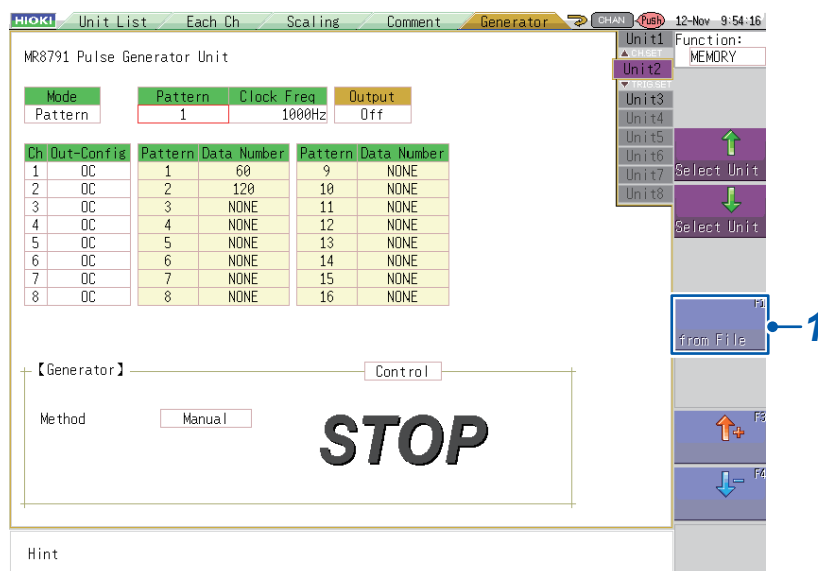 HIOKI Unit List Each Ch Scaling Comment Generator CHAN Push 12-Nov 9:54:16
Unit1 Function:
▲CH.SET MEMORY
MR8791 Pulse Generator Unit
Unit2
▼TRIG.SET
Mode Pattern Clock Freq Output Unit3
Pattern 1 1000Hz Off Unit4
Unit5
Ch Out-Config Pattern Data Number Pattern Data Number Unit6
1 OC 1 60 9 NONE Unit7 Select Unit
2 OC 2 120 10 NONE Unit8
3 OC 3 NONE 11 NONE
4 OC 4 NONE 12 NONE Select Unit
5 OC 5 NONE 13 NONE
6 OC 6 NONE 14 NONE
7 OC 7 NONE 15 NONE
8 OC 8 NONE 16 NONE
F1
1
from File
【Generator】 Control
Method Manual STOP
F3
F4
Hint